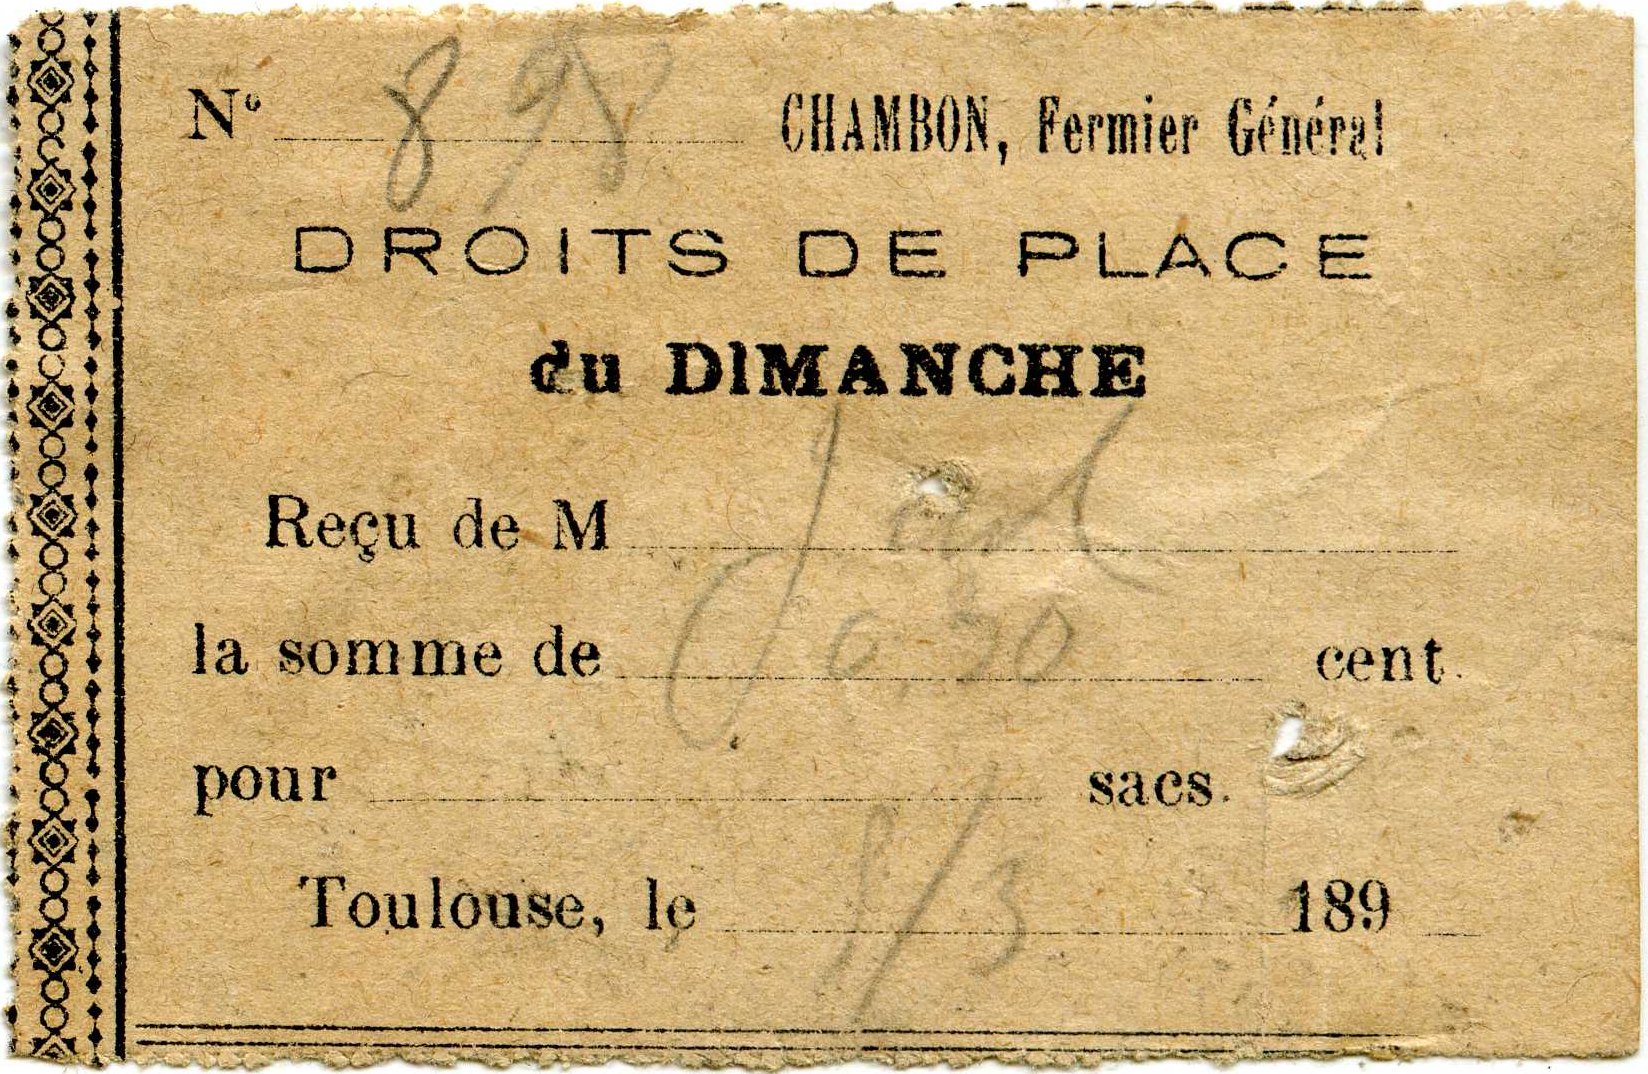 N° 898 CHAMBON, Fermier Général
DROITS DE PLACE
du DIMANCHE
Reçu de M
la somme de 0.30 cent.
pour sacs.
Toulouse, le 8/3 189